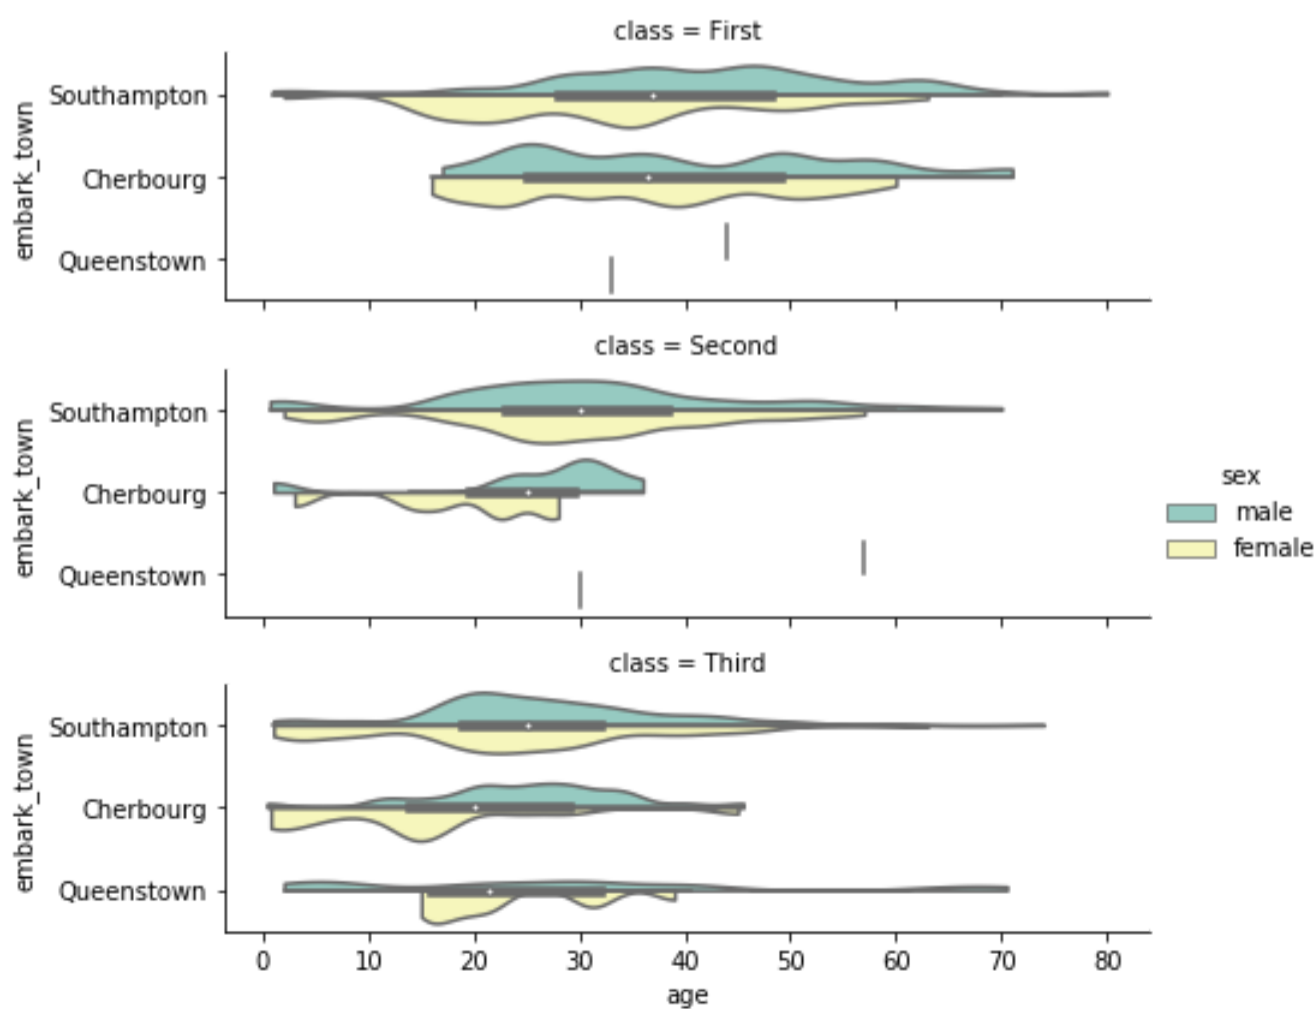 class = First
embark_town
Southampton
Cherbourg
Queenstown
class = Second
embark_town
Southampton
Cherbourg
Queenstown
sex
male
female
class = Third
embark_town
Southampton
Cherbourg
Queenstown
0 10 20 30 40 50 60 70 80
age